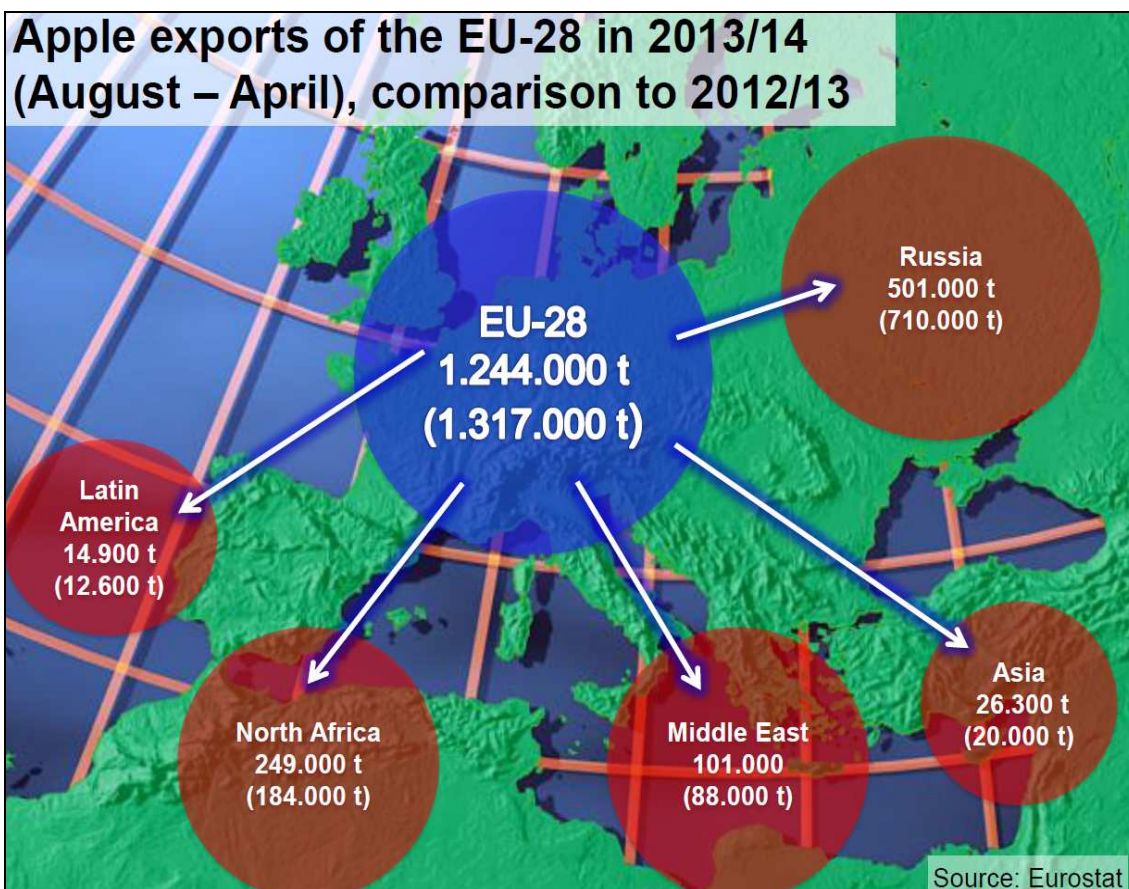 Apple exports of the EU-28 in 2013/14
(August – April), comparison to 2012/13
Russia
501.000 t
(710.000 t)
EU-28
1.244.000 t
(1.317.000 t)
Latin
America
14.900 t
(12.600 t)
North Africa
249.000 t
(184.000 t)
Middle East
101.000
(88.000 t)
Asia
26.300 t
(20.000 t)
Source: Eurostat